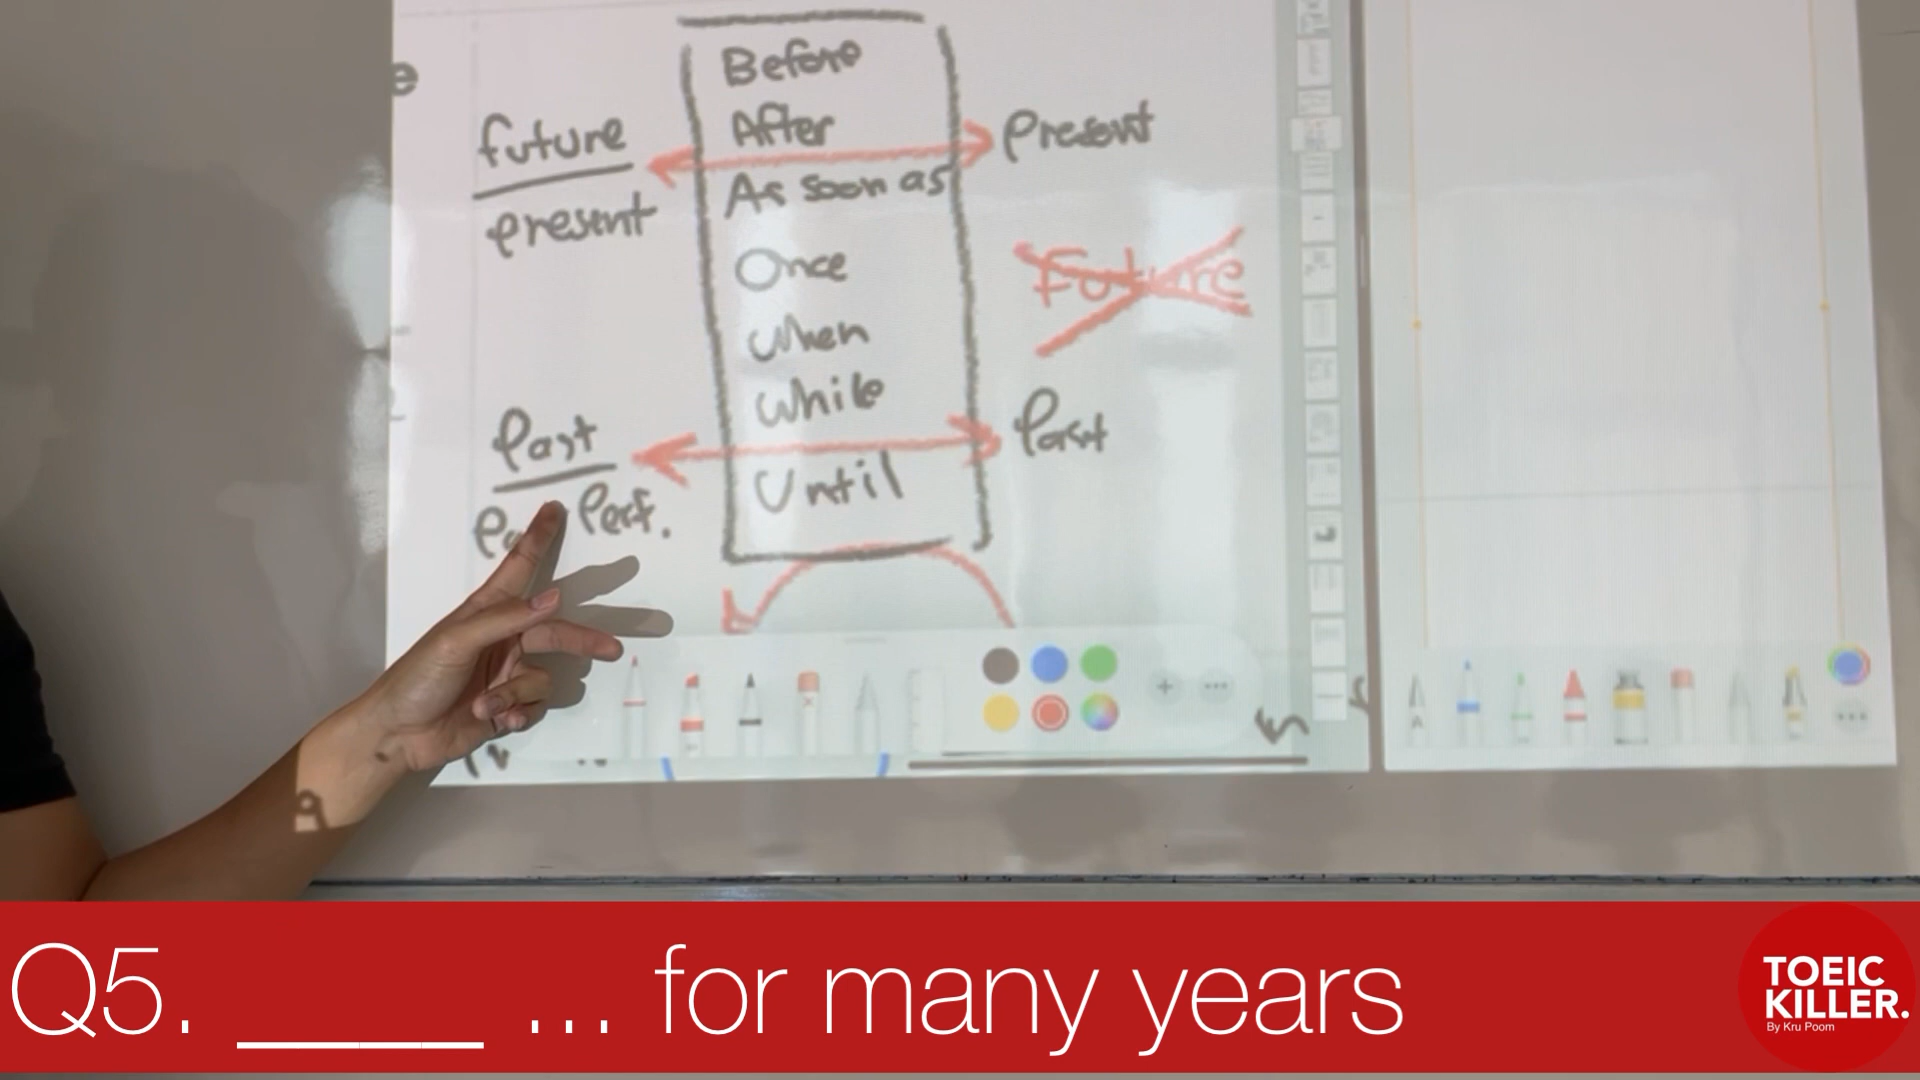 Before
After
future
Present
present
As soon as
Once
Future
When
While
Past
Past
Until
Perf.
Q5. ____ ... for many years
TOEIC
KILLER.
By Kru Poom